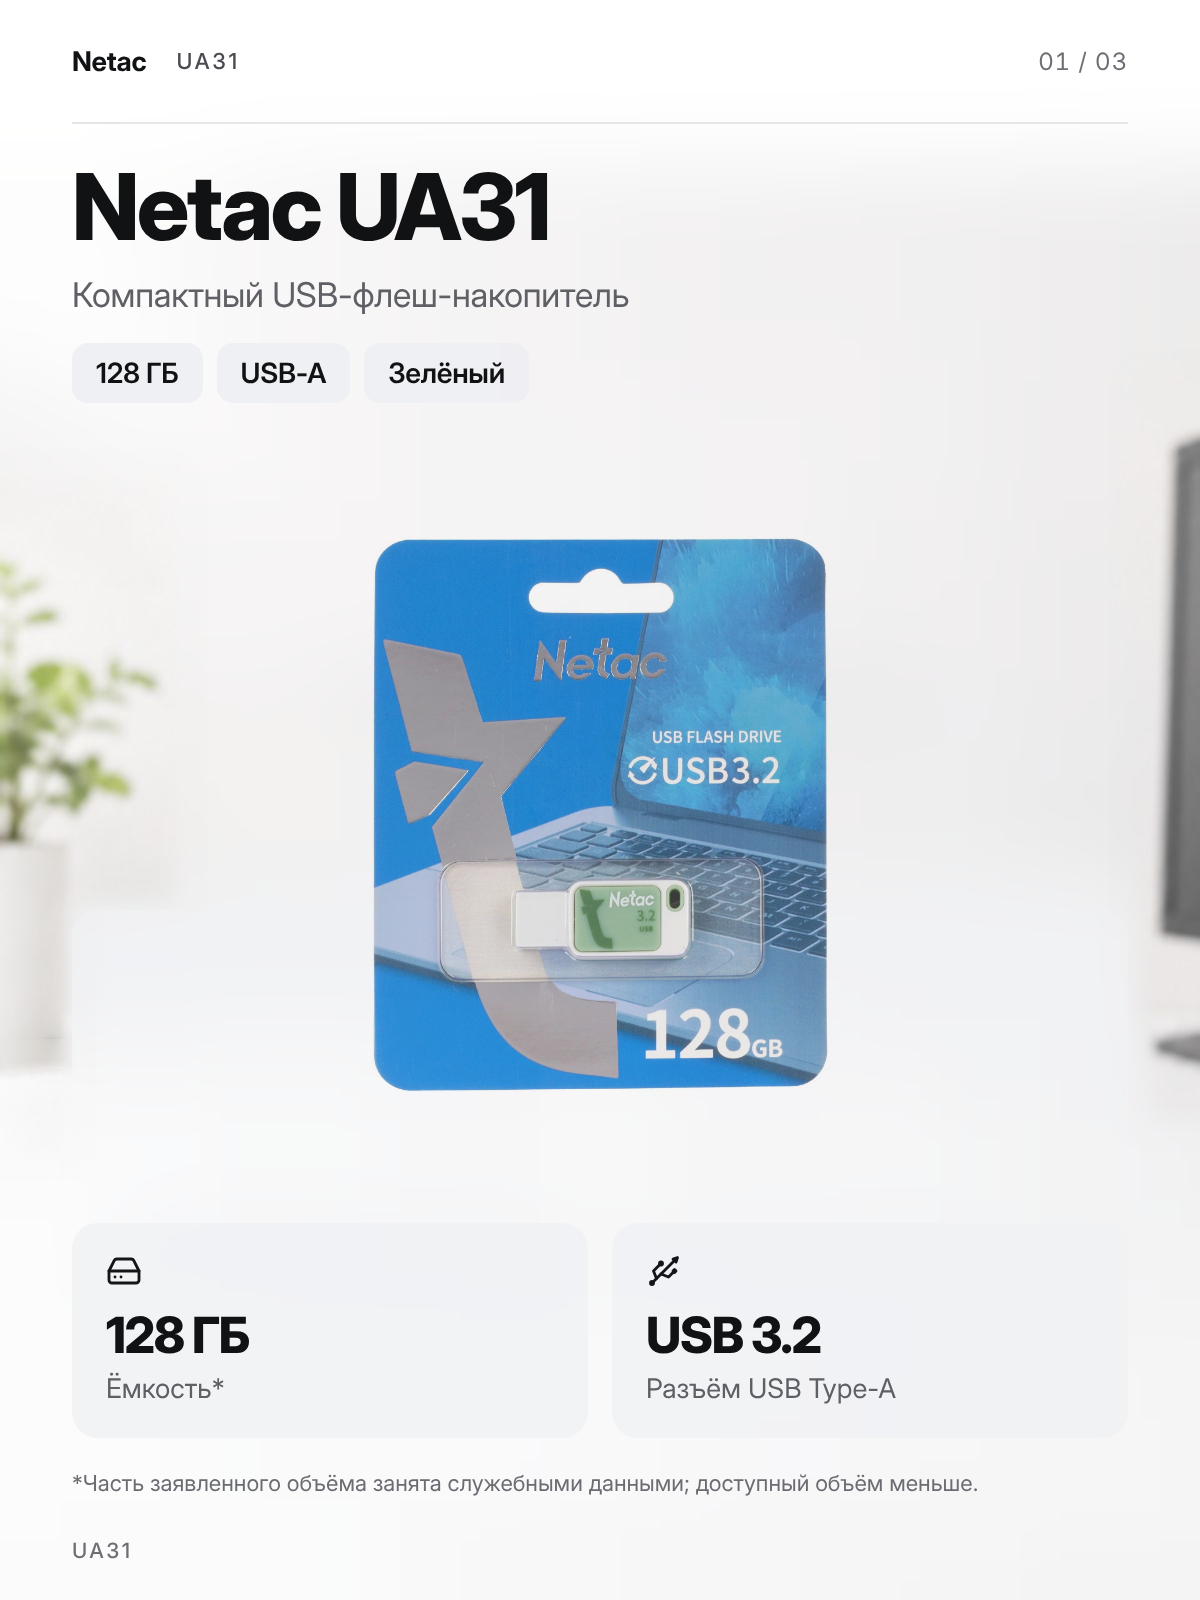 Netac UA31 01 / 03
Netac UA31
Компактный USB-флеш-накопитель
128 ГБ USB-A Зелёный
Netac
USB FLASH DRIVE
USB3.2
Netac
3.2
USB
128GB
128 ГБ
Ёмкость*
USB 3.2
Разъём USB Type-A
*Часть заявленного объёма занята служебными данными; доступный объём меньше.
UA31